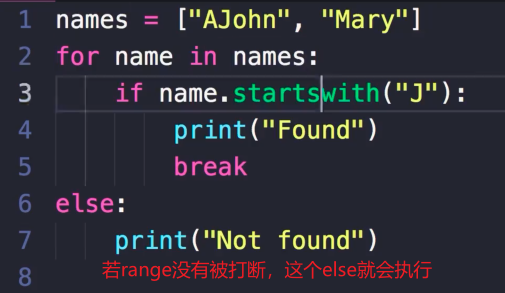 1 names = ["AJohn", "Mary"]
2 for name in names:
3     if name.startswith("J"):
4         print("Found")
5         break
6 else:
7     print("Not found")
若range没有被打断，这个else就会执行
8